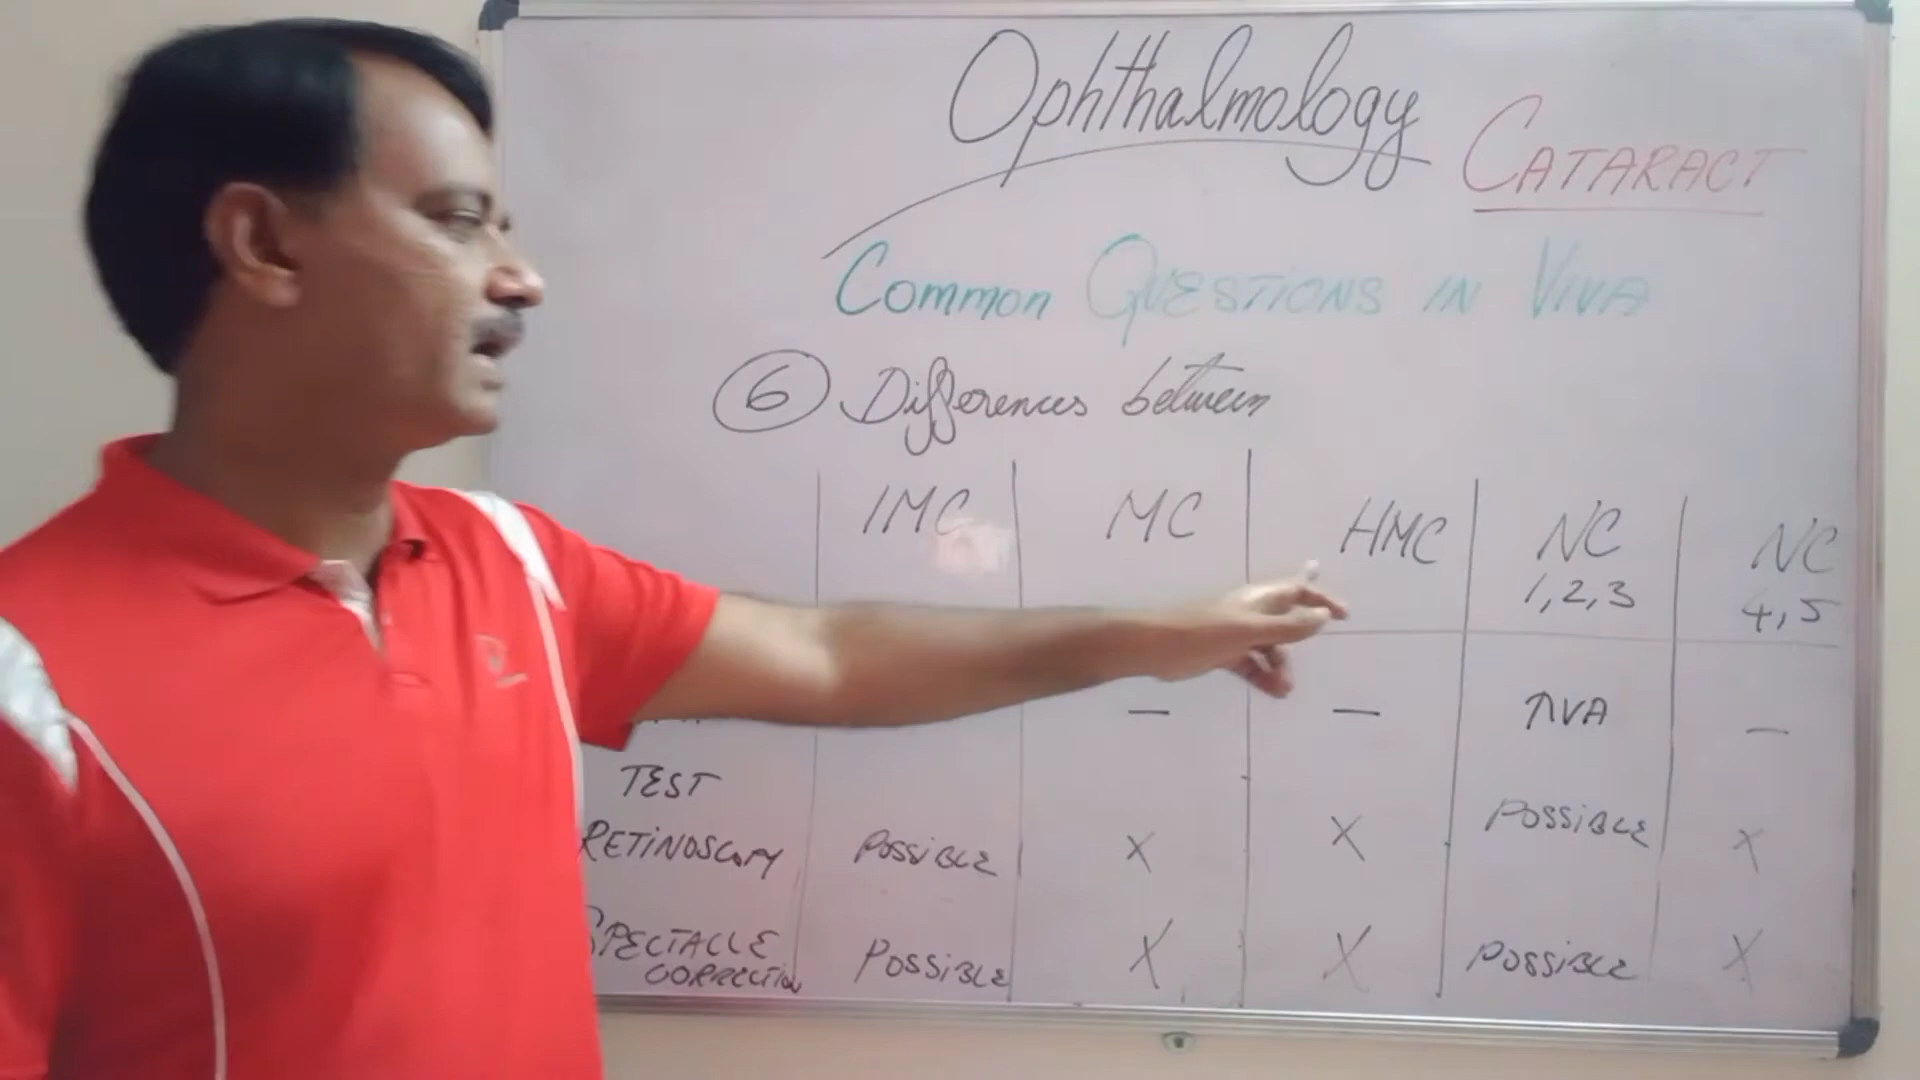 Ophthalmology
CATARACT
COMMON QUESTIONS IN VIVA
6 Differences between
IMC MC HMC NC 1,2,3 NC 4,5
— — ↑VA —
TEST
RETINOSCOPY POSSIBLE X X POSSIBLE X
SPECTACLE CORRECTION POSSIBLE X X POSSIBLE X